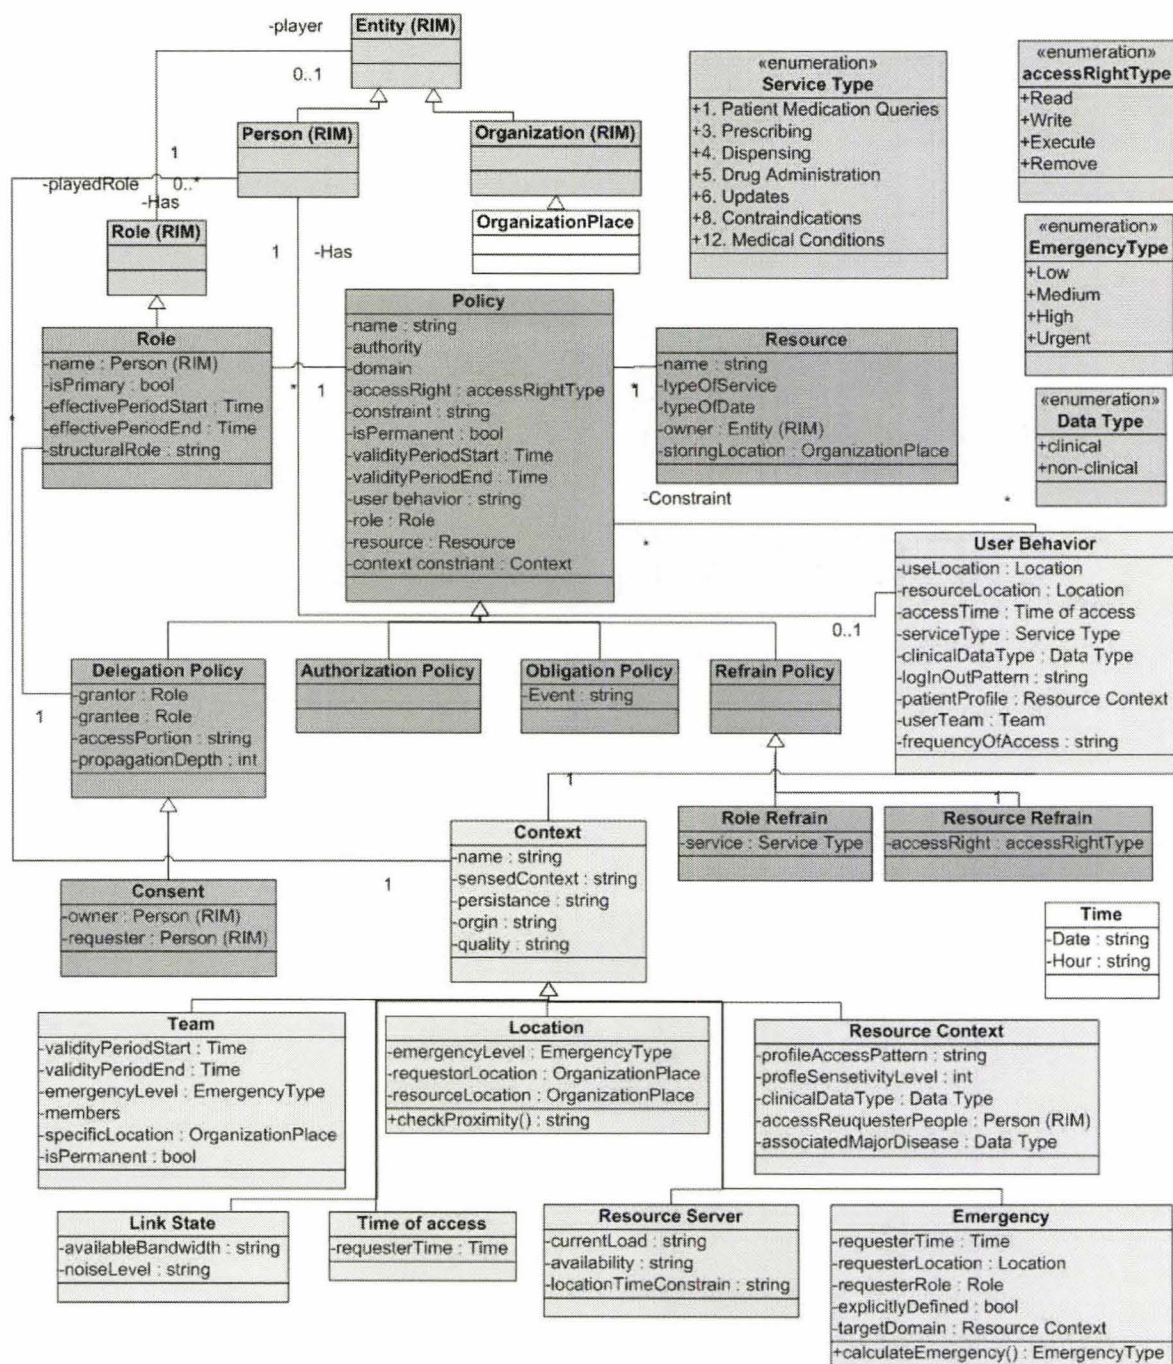 -player
Entity (RIM)
0..1
Person (RIM)
Organization (RIM)
OrganizationPlace
1
-playedRole 0..*
-Has
Role (RIM)
1
-Has
«enumeration»
Service Type
+1. Patient Medication Queries
+3. Prescribing
+4. Dispensing
+5. Drug Administration
+6. Updates
+8. Contraindications
+12. Medical Conditions
«enumeration»
accessRightType
+Read
+Write
+Execute
+Remove
«enumeration»
EmergencyType
+Low
+Medium
+High
+Urgent
«enumeration»
Data Type
+clinical
+non-clinical
Role
-name : Person (RIM)
-isPrimary : bool
-effectivePeriodStart : Time
-effectivePeriodEnd : Time
-structuralRole : string
*
*
1
Policy
-name : string
-authority
-domain
-accessRight : accessRightType
-constraint : string
-isPermanent : bool
-validityPeriodStart : Time
-validityPeriodEnd : Time
-user behavior : string
-role : Role
-resource : Resource
-context constriant : Context
*
1
Resource
-name : string
-typeOfService
-typeOfDate
-owner : Entity (RIM)
-storingLocation : OrganizationPlace
-Constraint
*
*
User Behavior
-useLocation : Location
-resourceLocation : Location
-accessTime : Time of access
-serviceType : Service Type
-clinicalDataType : Data Type
-logInOutPattern : string
-patientProfile : Resource Context
-userTeam : Team
-frequencyOfAccess : string
0..1
Delegation Policy
-grantor : Role
-grantee : Role
-accessPortion : string
-propagationDepth : int
1
Authorization Policy
Obligation Policy
-Event : string
Refrain Policy
1
1
Role Refrain
-service : Service Type
Resource Refrain
-accessRight : accessRightType
Context
-name : string
-sensedContext : string
-persistance : string
-orgin : string
-quality : string
1
Consent
-owner : Person (RIM)
-requester : Person (RIM)
Time
-Date : string
-Hour : string
Team
-validityPeriodStart : Time
-validityPeriodEnd : Time
-emergencyLevel : EmergencyType
-members
-specificLocation : OrganizationPlace
-isPermanent : bool
Location
-emergencyLevel : EmergencyType
-requestorLocation : OrganizationPlace
-resourceLocation : OrganizationPlace
+checkProximity() : string
Resource Context
-profileAccessPattern : string
-profleSensetivityLevel : int
-clinicalDataType : Data Type
-accessReuquesterPeople : Person (RIM)
-associatedMajorDisease : Data Type
Link State
-availableBandwidth : string
-noiseLevel : string
Time of access
-requesterTime : Time
Resource Server
-currentLoad : string
-availability : string
-locationTimeConstrain : string
Emergency
-requesterTime : Time
-requesterLocation : Location
-requesterRole : Role
-explicitlyDefined : bool
-targetDomain : Resource Context
+calculateEmergency() : EmergencyType